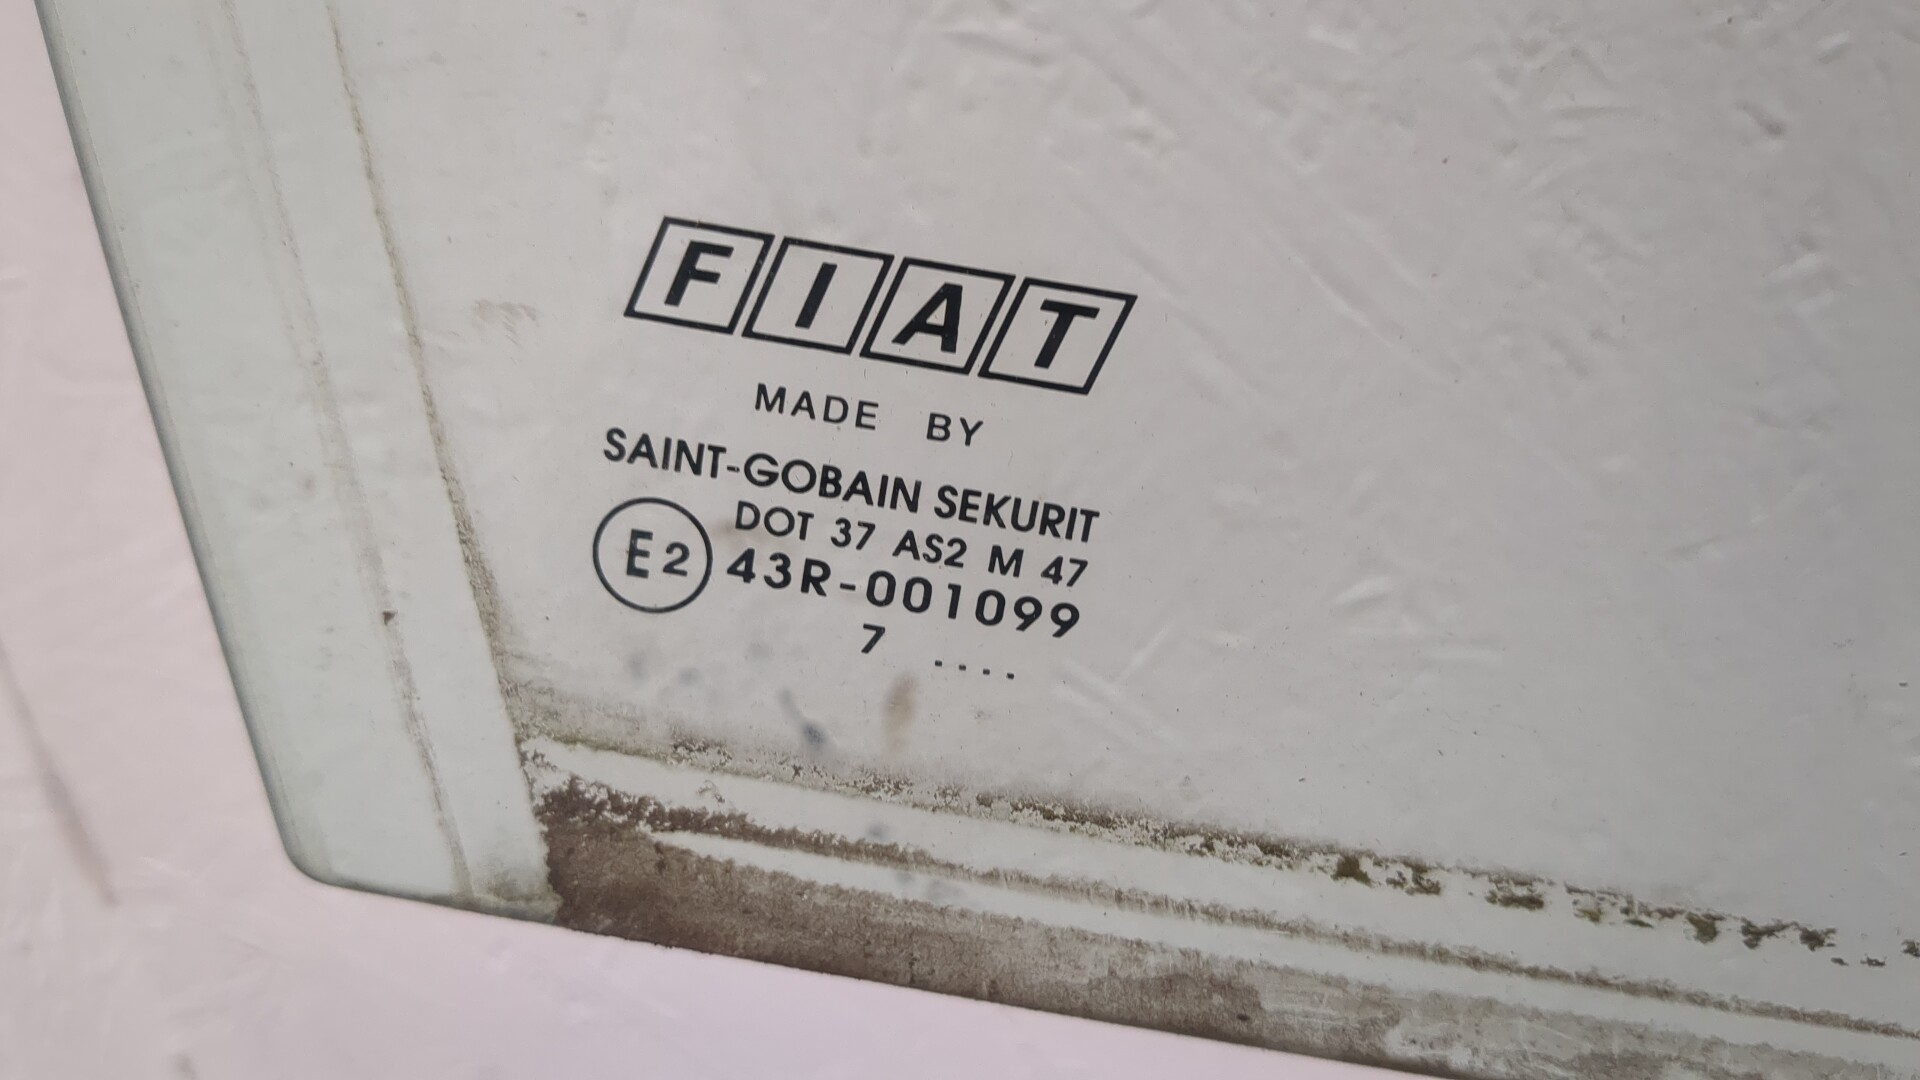 FIAT
MADE BY
SAINT-GOBAIN SEKURIT
DOT 37 AS2 M 47
E2 43R-001099
7 ....